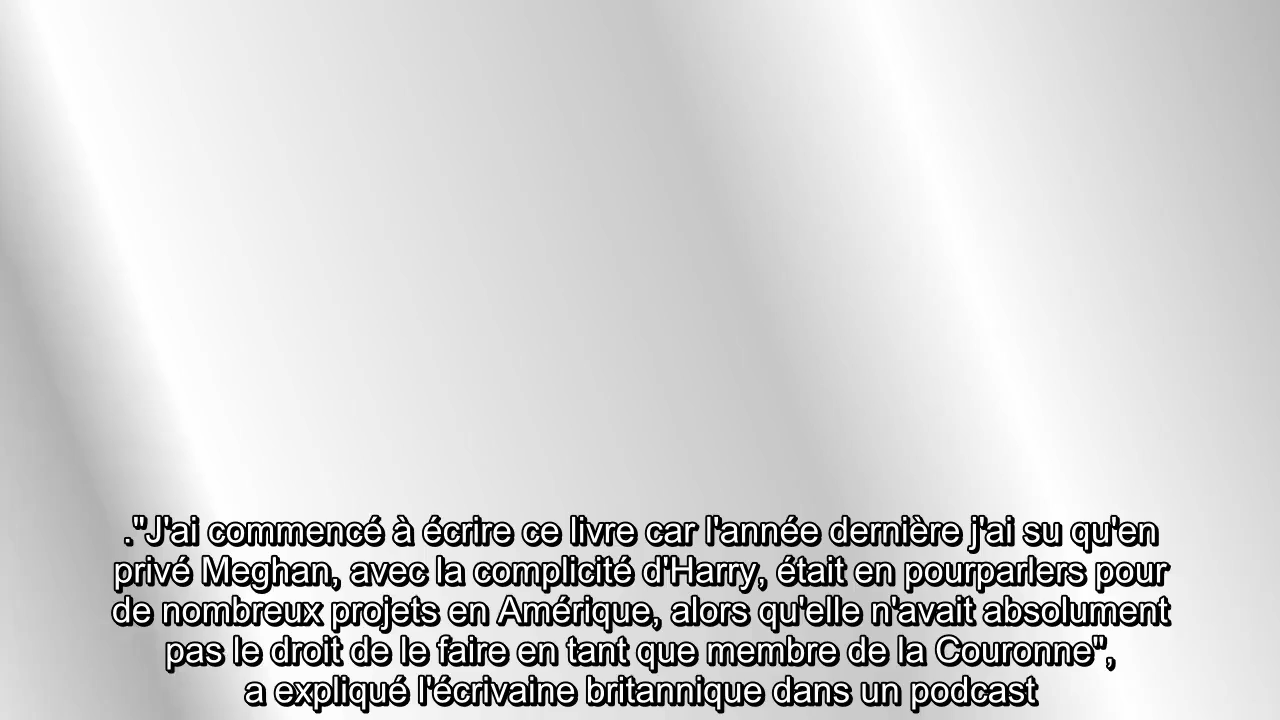 ."J'ai commencé à écrire ce livre car l'année dernière j'ai su qu'en
privé Meghan, avec la complicité d'Harry, était en pourparlers pour
de nombreux projets en Amérique, alors qu'elle n'avait absolument
pas le droit de le faire en tant que membre de la Couronne",
a expliqué l'écrivaine britannique dans un podcast